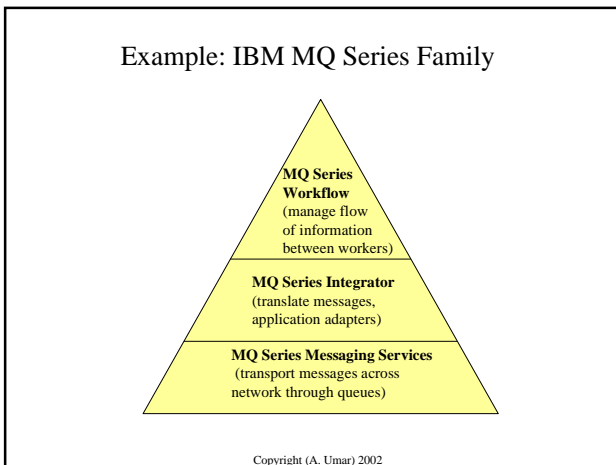 Example: IBM MQ Series Family
MQ Series
Workflow
(manage flow
of information
between workers)
MQ Series Integrator
(translate messages,
application adapters)
MQ Series Messaging Services
(transport messages across
network through queues)
Copyright (A. Umar) 2002